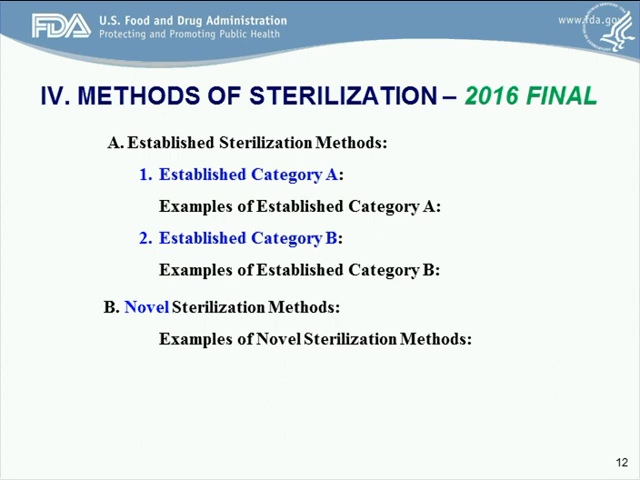 FDA U.S. Food and Drug Administration
Protecting and Promoting Public Health
www.fda.gov
IV. METHODS OF STERILIZATION – 2016 FINAL
A. Established Sterilization Methods:
1. Established Category A:
Examples of Established Category A:
2. Established Category B:
Examples of Established Category B:
B. Novel Sterilization Methods:
Examples of Novel Sterilization Methods:
12